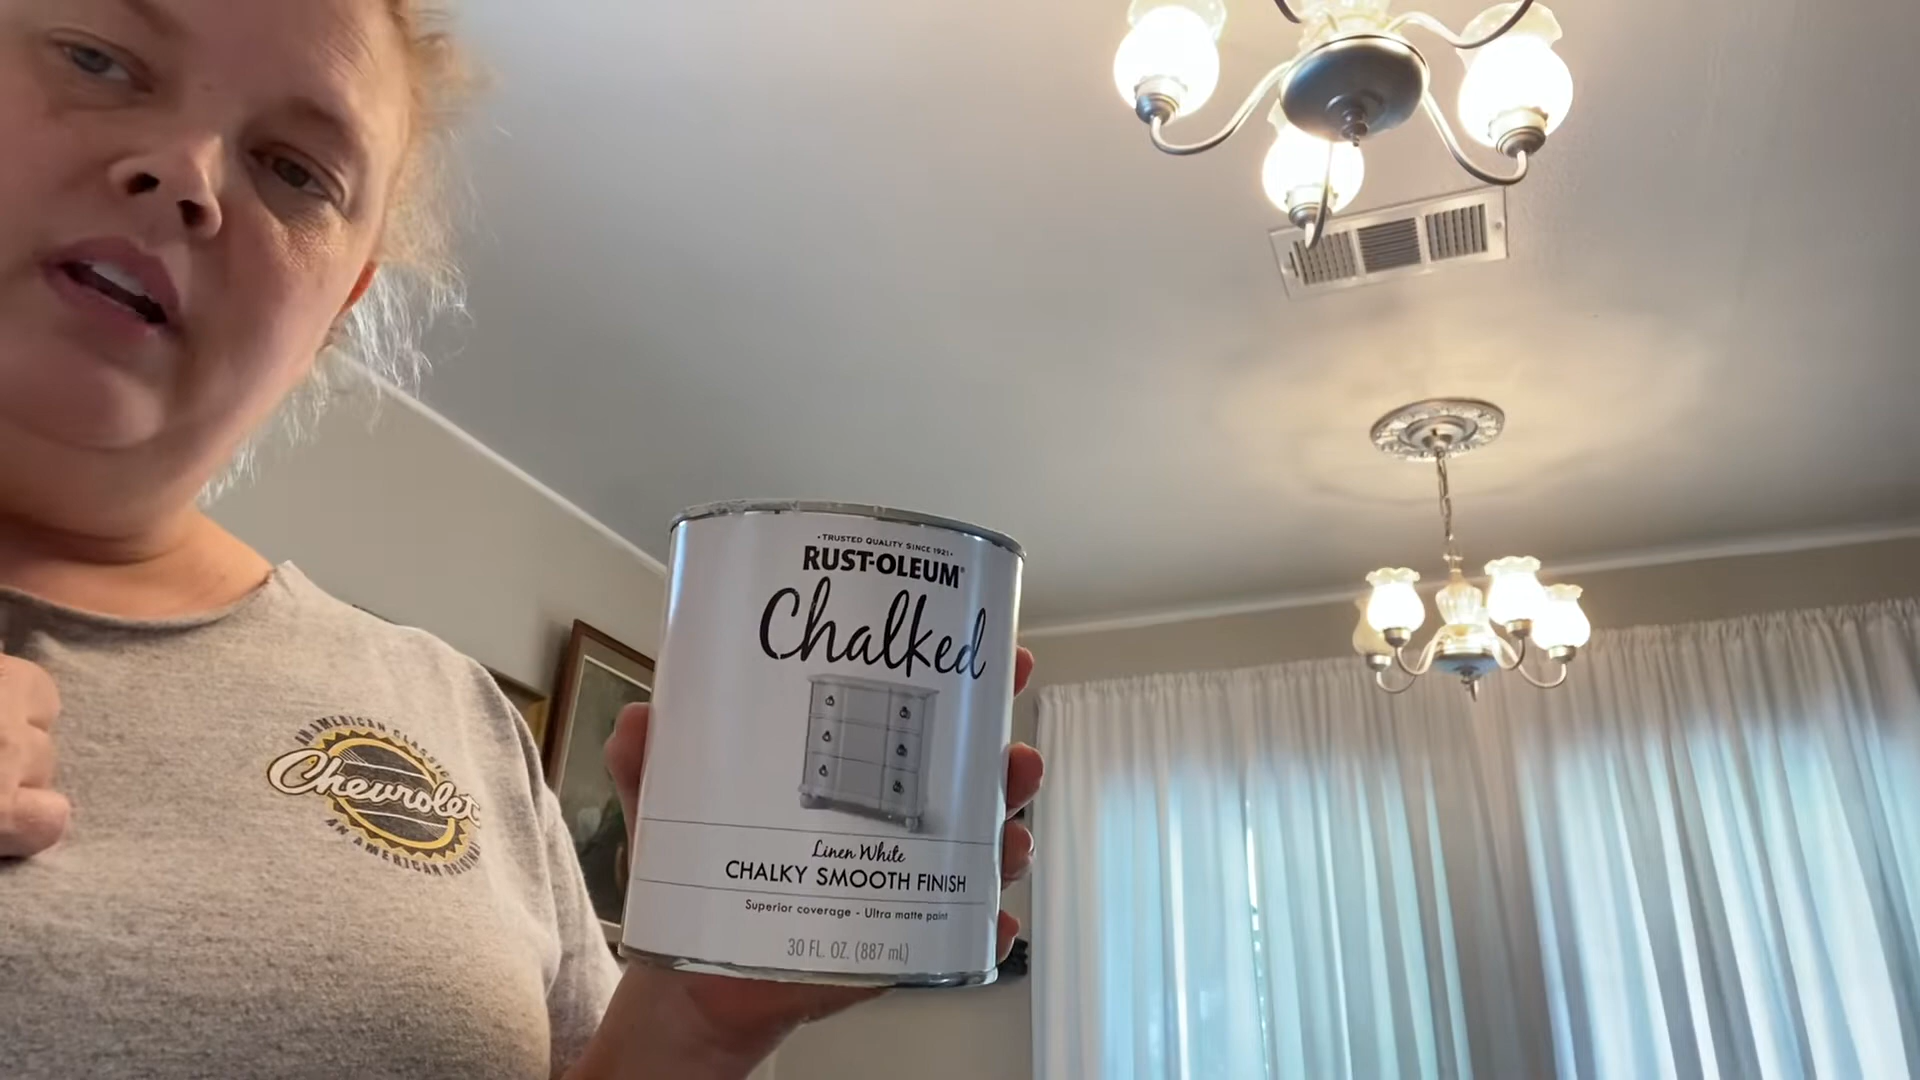 ·TRUSTED QUALITY SINCE 1921·
RUST-OLEUM®
Chalked
Linen White
CHALKY SMOOTH FINISH
Superior coverage - Ultra matte paint
30 FL. OZ. (887 mL)
AN AMERICAN CLASSIC
Chevrolet
AN AMERICAN ORIGINAL